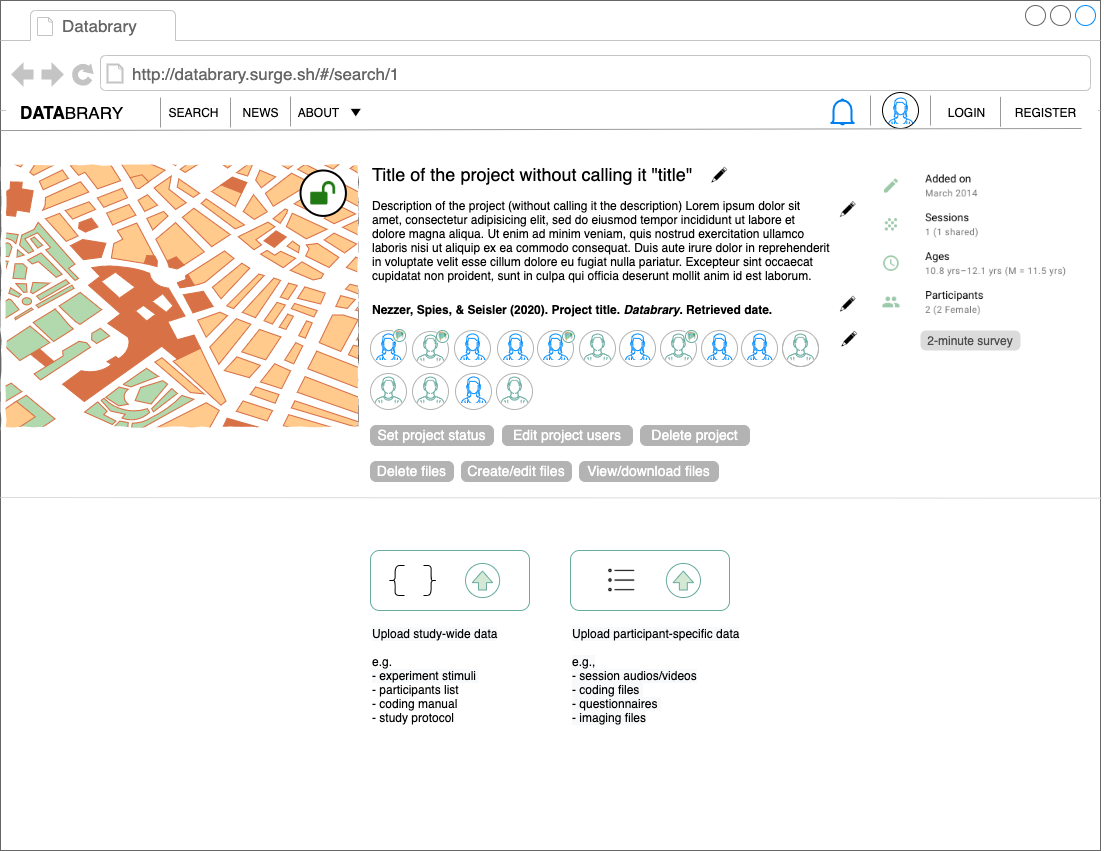 Databrary
http://databrary.surge.sh/#/search/1
DATABRARY
SEARCH
NEWS
ABOUT
LOGIN
REGISTER
Title of the project without calling it "title"
Description of the project (without calling it the description) Lorem ipsum dolor sit
amet, consectetur adipisicing elit, sed do eiusmod tempor incididunt ut labore et
dolore magna aliqua. Ut enim ad minim veniam, quis nostrud exercitation ullamco
laboris nisi ut aliquip ex ea commodo consequat. Duis aute irure dolor in reprehenderit
in voluptate velit esse cillum dolore eu fugiat nulla pariatur. Excepteur sint occaecat
cupidatat non proident, sunt in culpa qui officia deserunt mollit anim id est laborum.
Nezzer, Spies, & Seisler (2020). Project title. Databrary. Retrieved date.
Added on
March 2014
Sessions
1 (1 shared)
Ages
10.8 yrs–12.1 yrs (M = 11.5 yrs)
Participants
2 (2 Female)
2-minute survey
Set project status
Edit project users
Delete project
Delete files
Create/edit files
View/download files
Upload study-wide data
e.g.
- experiment stimuli
- participants list
- coding manual
- study protocol
Upload participant-specific data
e.g.,
- session audios/videos
- coding files
- questionnaires
- imaging files